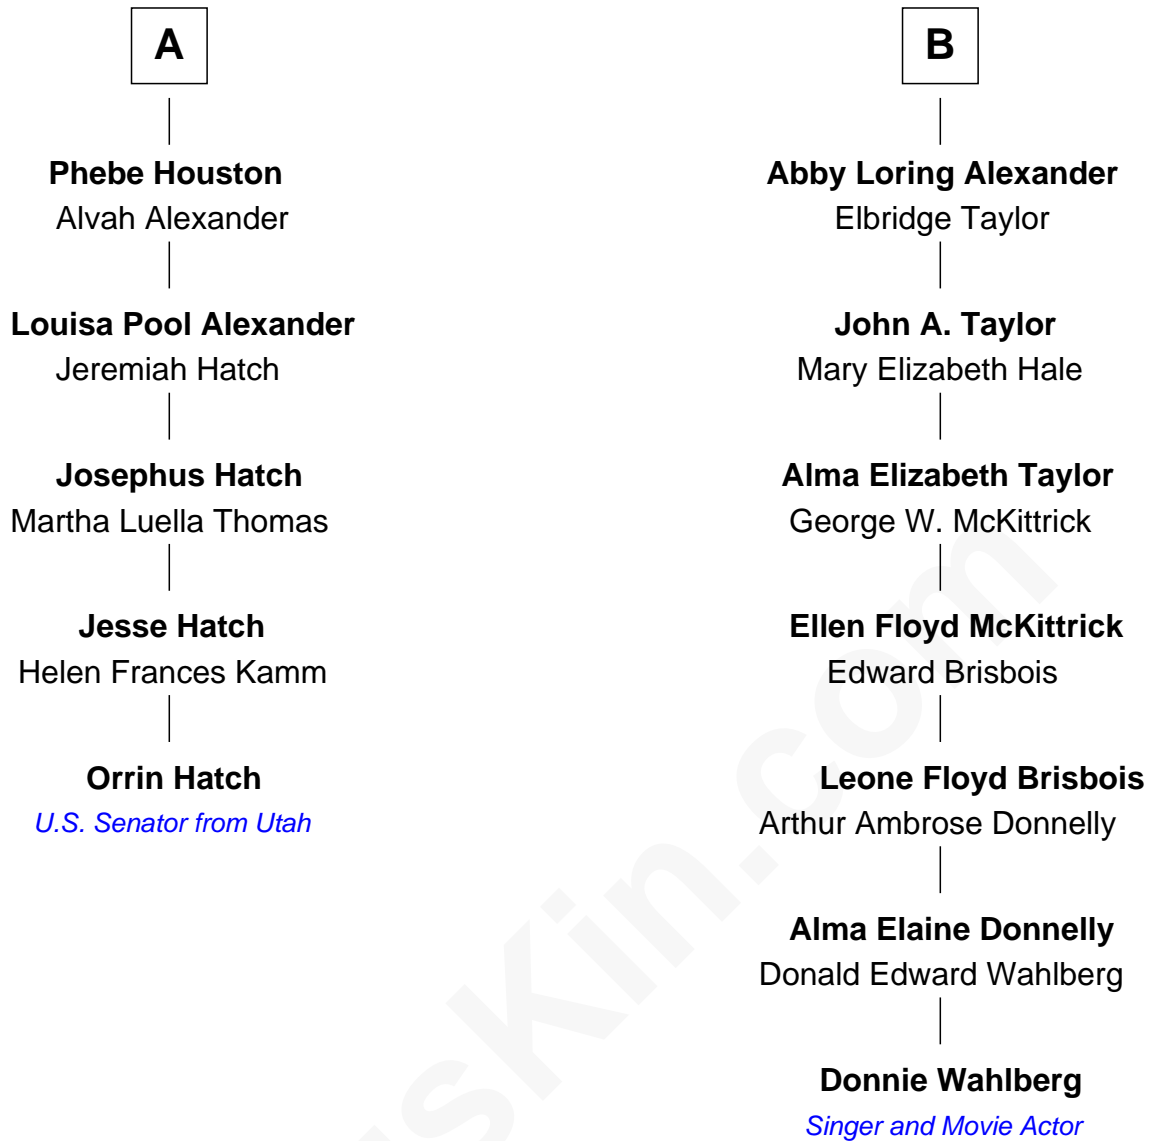 A
Phebe Houston
Alvah Alexander
Louisa Pool Alexander
Jeremiah Hatch
Josephus Hatch
Martha Luella Thomas
Jesse Hatch
Helen Frances Kamm
Orrin Hatch
U.S. Senator from Utah
B
Abby Loring Alexander
Elbridge Taylor
John A. Taylor
Mary Elizabeth Hale
Alma Elizabeth Taylor
George W. McKittrick
Ellen Floyd McKittrick
Edward Brisbois
Leone Floyd Brisbois
Arthur Ambrose Donnelly
Alma Elaine Donnelly
Donald Edward Wahlberg
Donnie Wahlberg
Singer and Movie Actor